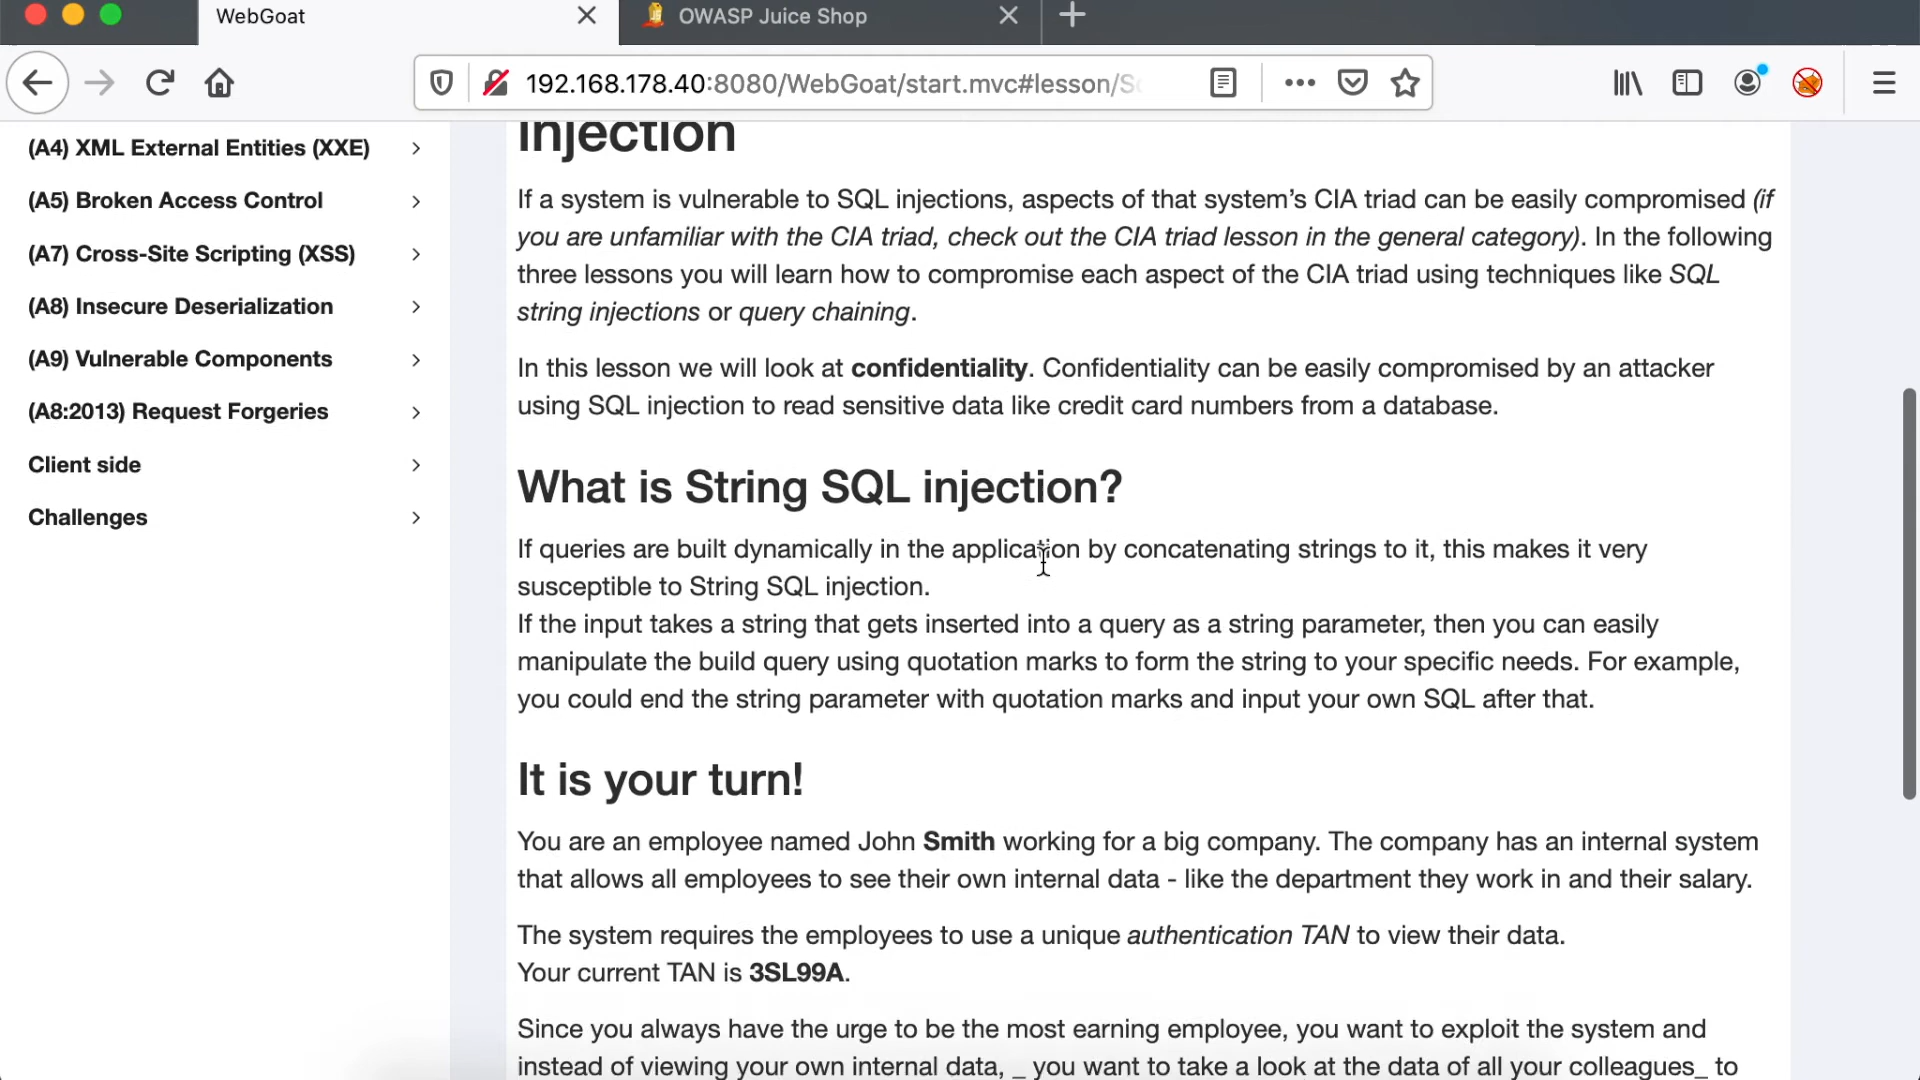 WebGoat
OWASP Juice Shop
192.168.178.40:8080/WebGoat/start.mvc#lesson/S
(A4) XML External Entities (XXE)
(A5) Broken Access Control
(A7) Cross-Site Scripting (XSS)
(A8) Insecure Deserialization
(A9) Vulnerable Components
(A8:2013) Request Forgeries
Client side
Challenges
injection
If a system is vulnerable to SQL injections, aspects of that system’s CIA triad can be easily compromised (if
you are unfamiliar with the CIA triad, check out the CIA triad lesson in the general category). In the following
three lessons you will learn how to compromise each aspect of the CIA triad using techniques like SQL
string injections or query chaining.
In this lesson we will look at confidentiality. Confidentiality can be easily compromised by an attacker
using SQL injection to read sensitive data like credit card numbers from a database.
What is String SQL injection?
If queries are built dynamically in the application by concatenating strings to it, this makes it very
susceptible to String SQL injection.
If the input takes a string that gets inserted into a query as a string parameter, then you can easily
manipulate the build query using quotation marks to form the string to your specific needs. For example,
you could end the string parameter with quotation marks and input your own SQL after that.
It is your turn!
You are an employee named John Smith working for a big company. The company has an internal system
that allows all employees to see their own internal data - like the department they work in and their salary.
The system requires the employees to use a unique authentication TAN to view their data.
Your current TAN is 3SL99A.
Since you always have the urge to be the most earning employee, you want to exploit the system and
instead of viewing your own internal data, _ you want to take a look at the data of all your colleagues_ to